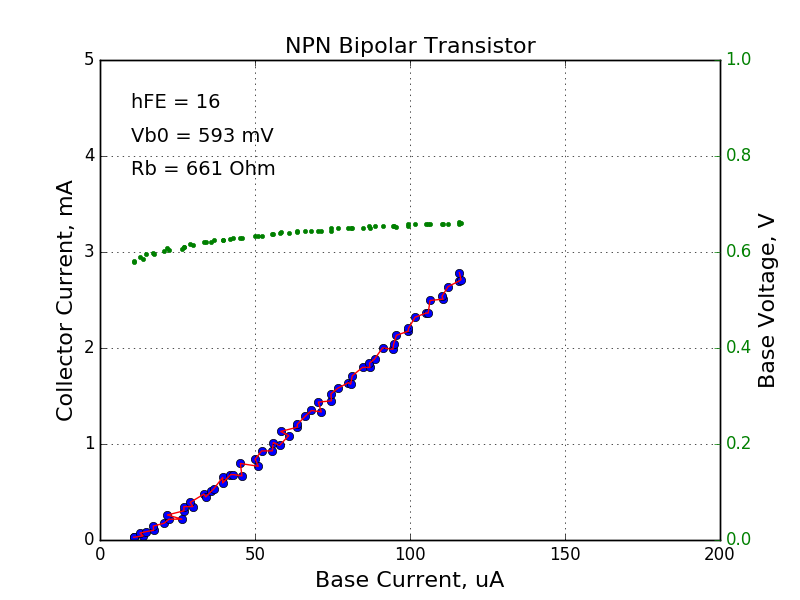 NPN Bipolar Transistor
hFE = 16
Vb0 = 593 mV
Rb = 661 Ohm
Collector Current, mA
5
4
3
2
1
0
Base Voltage, V
1.0
0.8
0.6
0.4
0.2
0.0
0 50 100 150 200
Base Current, uA